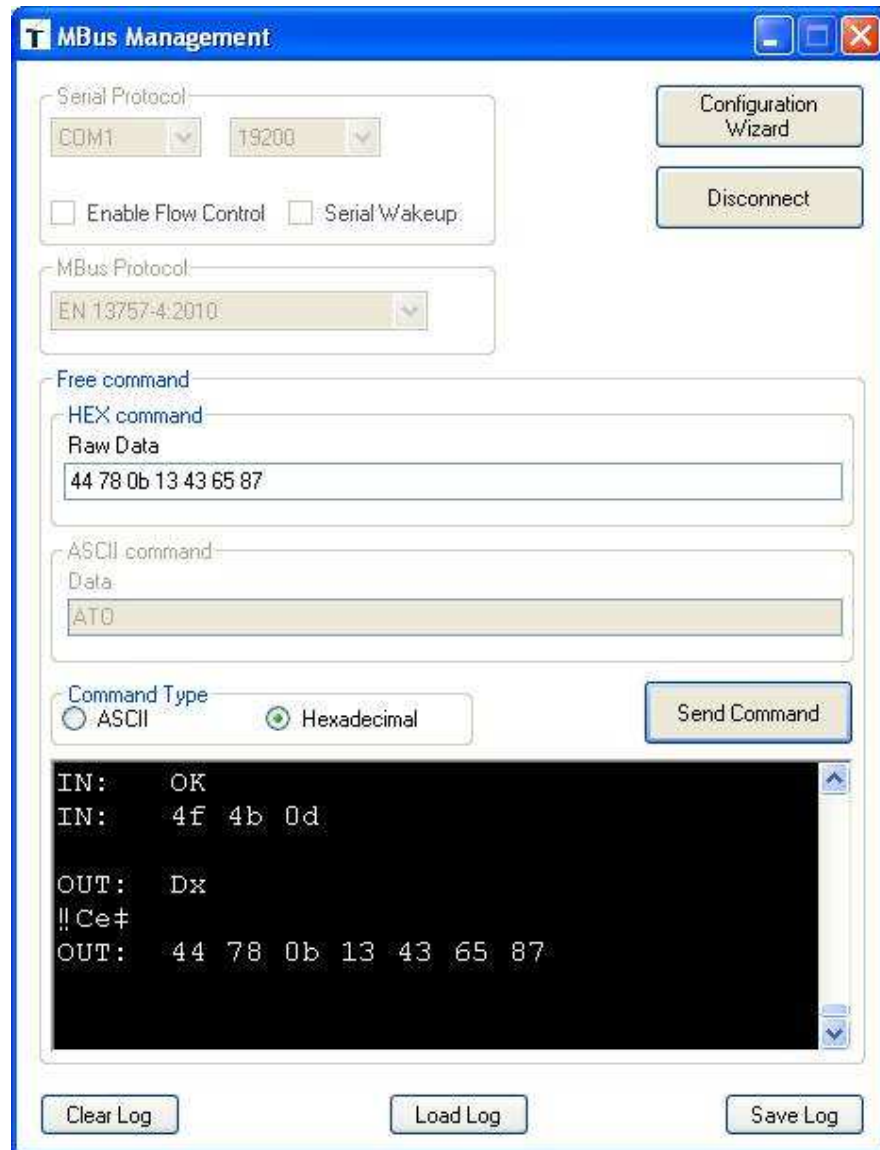 T MBus Management
Serial Protocol
COM1 19200
Enable Flow Control Serial Wakeup
Configuration
Wizard
Disconnect
MBus Protocol
EN 13757-4:2010
Free command
HEX command
Raw Data
44 78 0b 13 43 65 87
ASCII command
Data
ATO
Command Type
ASCII Hexadecimal
Send Command
IN: OK
IN: 4f 4b 0d
OUT: Dx
‼Ce‡
OUT: 44 78 0b 13 43 65 87
Clear Log Load Log Save Log